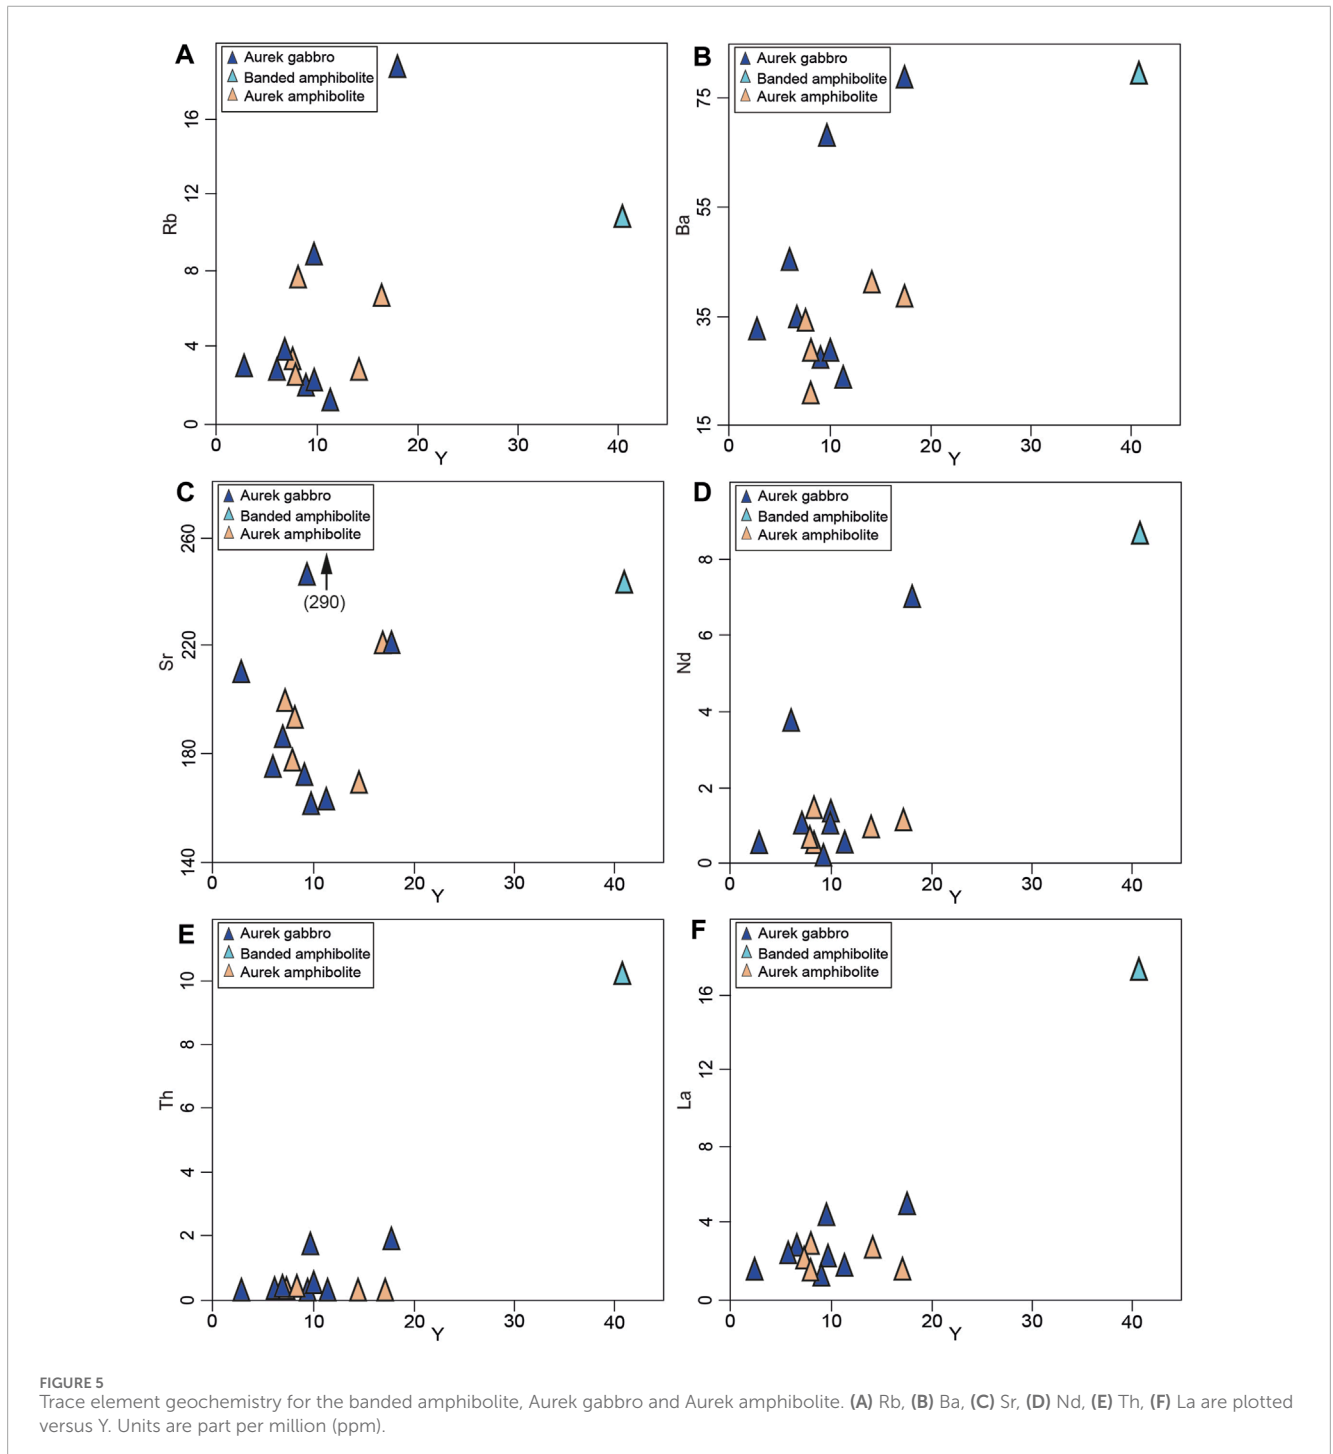 A
Aurek gabbro
Banded amphibolite
Aurek amphibolite
Rb
16
12
8
4
0
0 10 20 30 40
Y
B
Aurek gabbro
Banded amphibolite
Aurek amphibolite
Ba
75
55
35
15
0 10 20 30 40
Y
C
Aurek gabbro
Banded amphibolite
Aurek amphibolite
(290)
Sr
260
220
180
140
0 10 20 30 40
Y
D
Aurek gabbro
Banded amphibolite
Aurek amphibolite
Nd
8
6
4
2
0
0 10 20 30 40
Y
E
Aurek gabbro
Banded amphibolite
Aurek amphibolite
Th
10
8
6
4
2
0
0 10 20 30 40
Y
F
Aurek gabbro
Banded amphibolite
Aurek amphibolite
La
16
12
8
4
0
0 10 20 30 40
Y
FIGURE 5
Trace element geochemistry for the banded amphibolite, Aurek gabbro and Aurek amphibolite. (A) Rb, (B) Ba, (C) Sr, (D) Nd, (E) Th, (F) La are plotted
versus Y. Units are part per million (ppm).